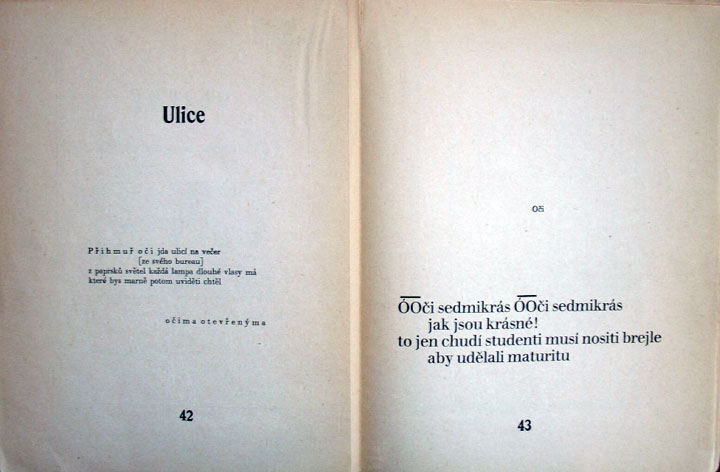 Ulice
Přihmuř oči jda ulicí na večer
[ze svého bureau]
z paprsků světel každá lampa dlouhé vlasy má
které bys marně potom uviděti chtěl
očima otevřenýma
42
Oči
ÓOči sedmikrás ÓOči sedmikrás
jak jsou krásné!
to jen chudí studenti musí nositi brejle
aby udělali maturitu
43